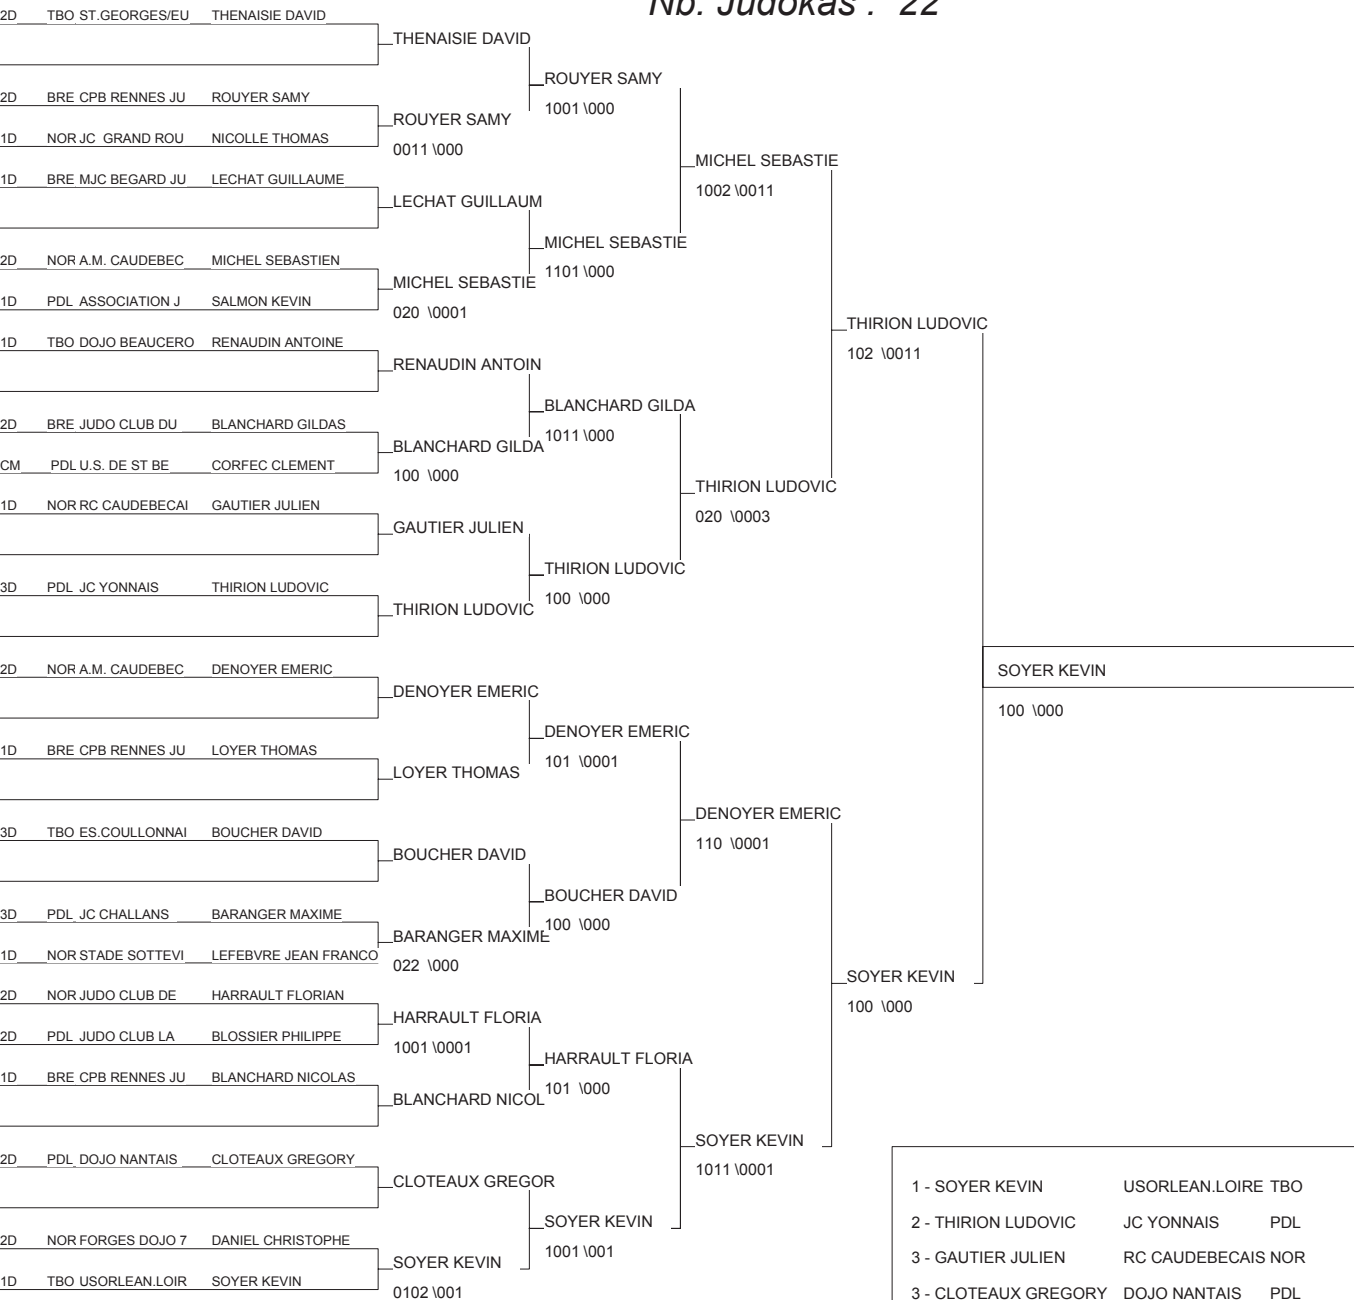 Nb. Judokas : 22
2D TBO ST.GEORGES/EU THENAISIE DAVID
THENAISIE DAVID
ROUYER SAMY
1001 \000
2D BRE CPB RENNES JU ROUYER SAMY
ROUYER SAMY
0011 \000
1D NOR JC GRAND ROU NICOLLE THOMAS
MICHEL SEBASTIE
1002 \0011
1D BRE MJC BEGARD JU LECHAT GUILLAUME
LECHAT GUILLAUM
MICHEL SEBASTIE
1101 \000
2D NOR A.M. CAUDEBEC MICHEL SEBASTIEN
MICHEL SEBASTIE
020 \0001
1D PDL ASSOCIATION J SALMON KEVIN
THIRION LUDOVIC
102 \0011
1D TBO DOJO BEAUCERO RENAUDIN ANTOINE
RENAUDIN ANTOIN
BLANCHARD GILDA
1011 \000
2D BRE JUDO CLUB DU BLANCHARD GILDAS
BLANCHARD GILDA
100 \000
CM PDL U.S. DE ST BE CORFEC CLEMENT
THIRION LUDOVIC
020 \0003
1D NOR RC CAUDEBECAI GAUTIER JULIEN
GAUTIER JULIEN
THIRION LUDOVIC
100 \000
3D PDL JC YONNAIS THIRION LUDOVIC
THIRION LUDOVIC
SOYER KEVIN
100 \000
2D NOR A.M. CAUDEBEC DENOYER EMERIC
DENOYER EMERIC
DENOYER EMERIC
101 \0001
1D BRE CPB RENNES JU LOYER THOMAS
LOYER THOMAS
DENOYER EMERIC
110 \0001
3D TBO ES.COULLONNAI BOUCHER DAVID
BOUCHER DAVID
BOUCHER DAVID
100 \000
3D PDL JC CHALLANS BARANGER MAXIME
BARANGER MAXIME
022 \000
1D NOR STADE SOTTEVI LEFEBVRE JEAN FRANCO
SOYER KEVIN
100 \000
2D NOR JUDO CLUB DE HARRAULT FLORIAN
HARRAULT FLORIA
1001 \0001
2D PDL JUDO CLUB LA BLOSSIER PHILIPPE
HARRAULT FLORIA
101 \000
1D BRE CPB RENNES JU BLANCHARD NICOLAS
BLANCHARD NICOL
SOYER KEVIN
1011 \0001
2D PDL DOJO NANTAIS CLOTEAUX GREGORY
CLOTEAUX GREGOR
SOYER KEVIN
1001 \001
2D NOR FORGES DOJO 7 DANIEL CHRISTOPHE
SOYER KEVIN
0102 \001
1D TBO USORLEAN.LOIR SOYER KEVIN
1 - SOYER KEVIN USORLEAN.LOIRE TBO
2 - THIRION LUDOVIC JC YONNAIS PDL
3 - GAUTIER JULIEN RC CAUDEBECAIS NOR
3 - CLOTEAUX GREGORY DOJO NANTAIS PDL